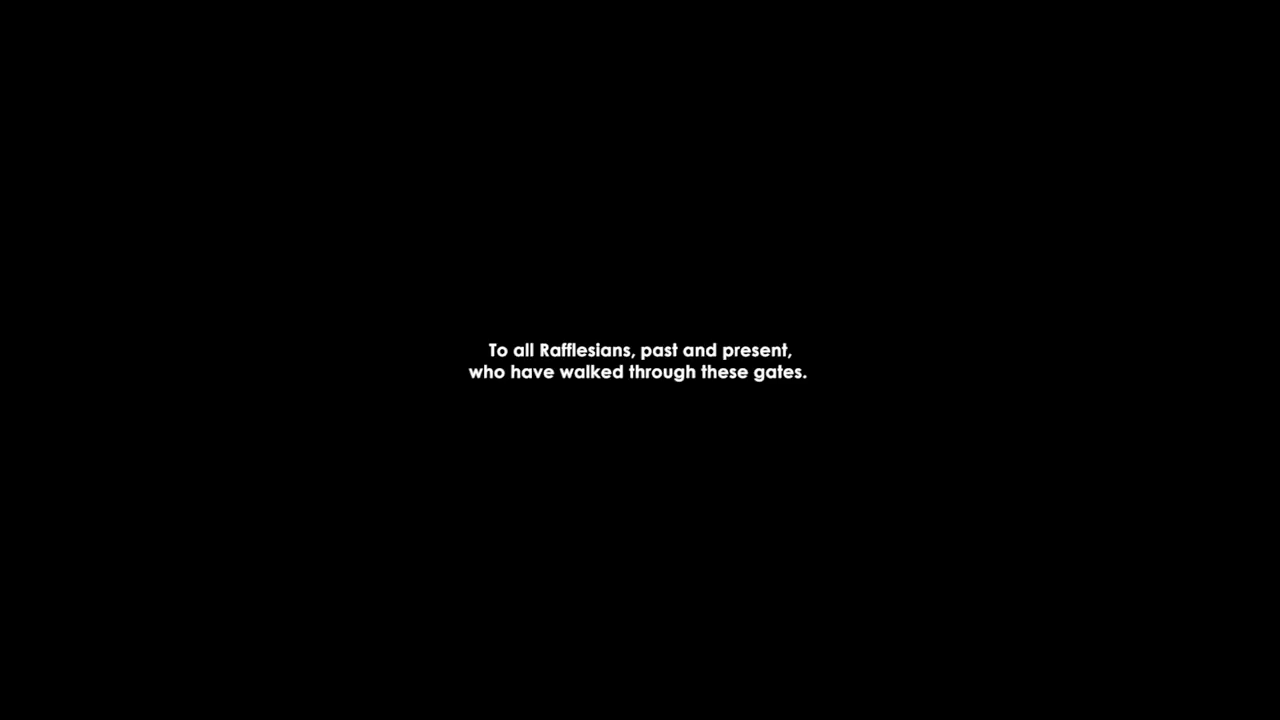 To all Rafflesians, past and present,
who have walked through these gates.